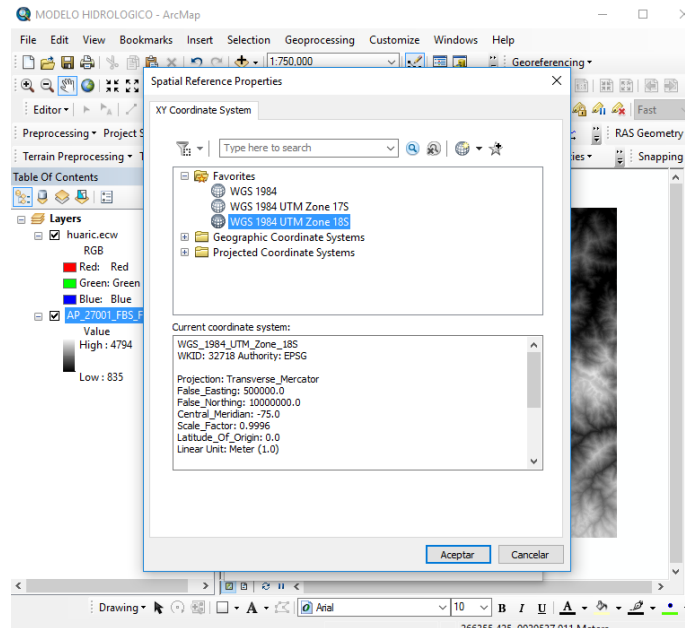 MODELO HIDROLOGICO - ArcMap
File Edit View Bookmarks Insert Selection Geoprocessing Customize Windows Help
1:750,000
Georeferencing
Editor
Fast
Preprocessing Project S
RAS Geometry
Terrain Preprocessing T
ies
Snapping
Table Of Contents
Layers
huaric.ecw
RGB
Red: Red
Green: Green
Blue: Blue
AP_27001_FBS_F
Value
High : 4794
Low : 835
Spatial Reference Properties
XY Coordinate System
Type here to search
Favorites
WGS 1984
WGS 1984 UTM Zone 17S
WGS 1984 UTM Zone 18S
Geographic Coordinate Systems
Projected Coordinate Systems
Current coordinate system:
WGS_1984_UTM_Zone_18S
WKID: 32718 Authority: EPSG
Projection: Transverse_Mercator
False_Easting: 500000.0
False_Northing: 10000000.0
Central_Meridian: -75.0
Scale_Factor: 0.9996
Latitude_Of_Origin: 0.0
Linear Unit: Meter (1.0)
Aceptar Cancelar
Drawing A Arial 10 B I U A